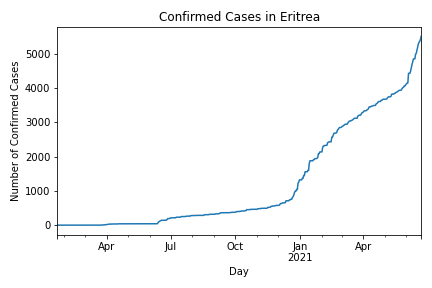 Confirmed Cases in Eritrea
Number of Confirmed Cases
5000
4000
3000
2000
1000
0
Apr
Jul
Oct
Jan
2021
Apr
Day